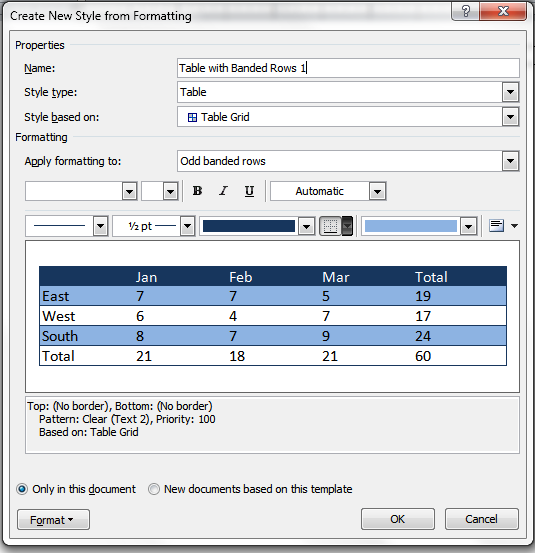 Create New Style from Formatting
?
Properties
Name: Table with Banded Rows 1
Style type: Table
Style based on: Table Grid
Formatting
Apply formatting to: Odd banded rows
B I U Automatic
½ pt
Jan Feb Mar Total
East 7 7 5 19
West 6 4 7 17
South 8 7 9 24
Total 21 18 21 60
Top: (No border), Bottom: (No border)
Pattern: Clear (Text 2), Priority: 100
Based on: Table Grid
Only in this document New documents based on this template
Format OK Cancel